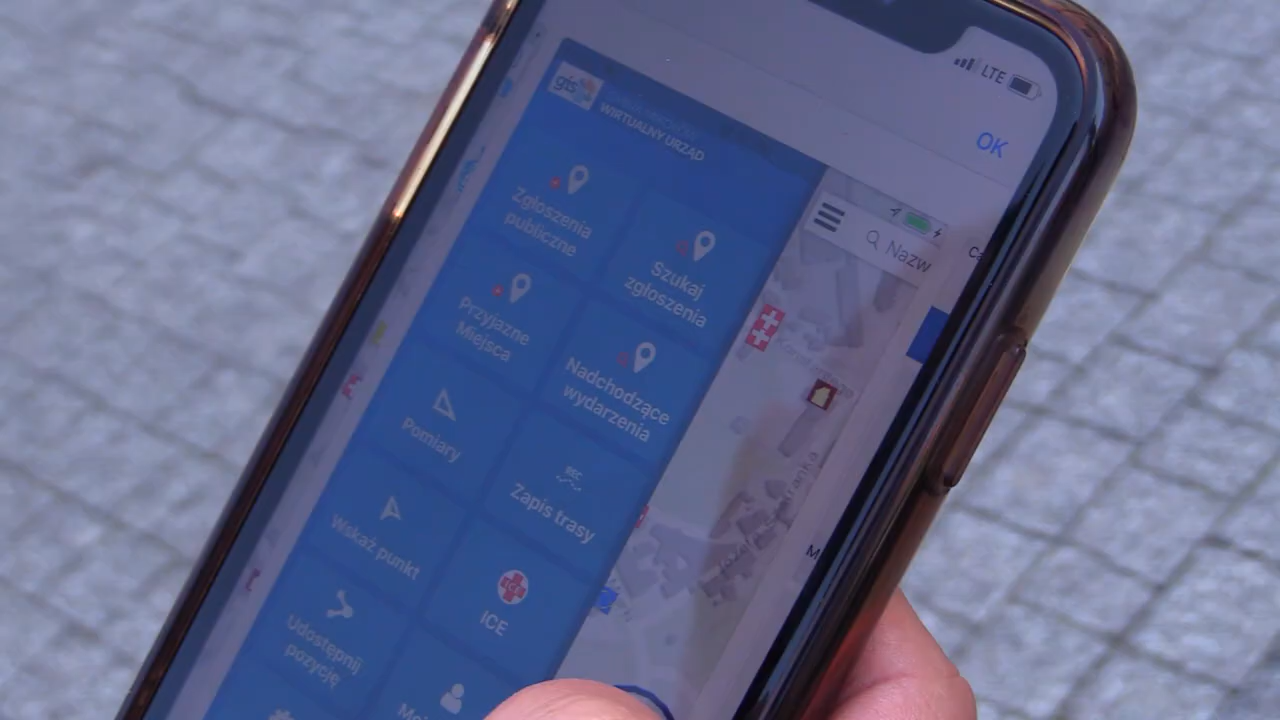 LTE
OK
gis
WIRTUALNY URZĄD
Zgłoszenia
publiczne
Szukaj
zgłoszenia
Nazw
Przyjazne
Miejsca
Nadchodzące
wydarzenia
Pomiary
REC
Zapis trasy
Wskaż punkt
ICE
Udostępnij
pozycję